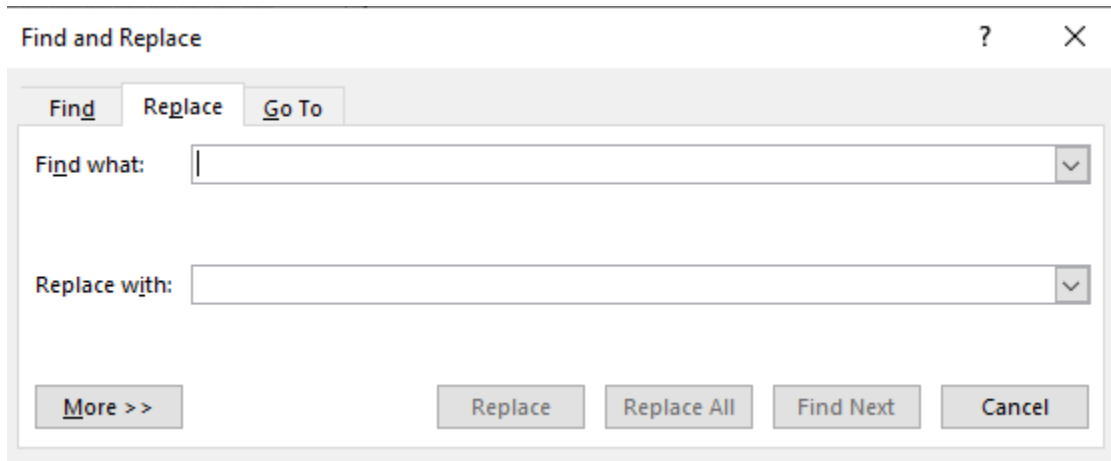 Find and Replace ?
Find Replace Go To
Find what:
Replace with:
More >> Replace Replace All Find Next Cancel